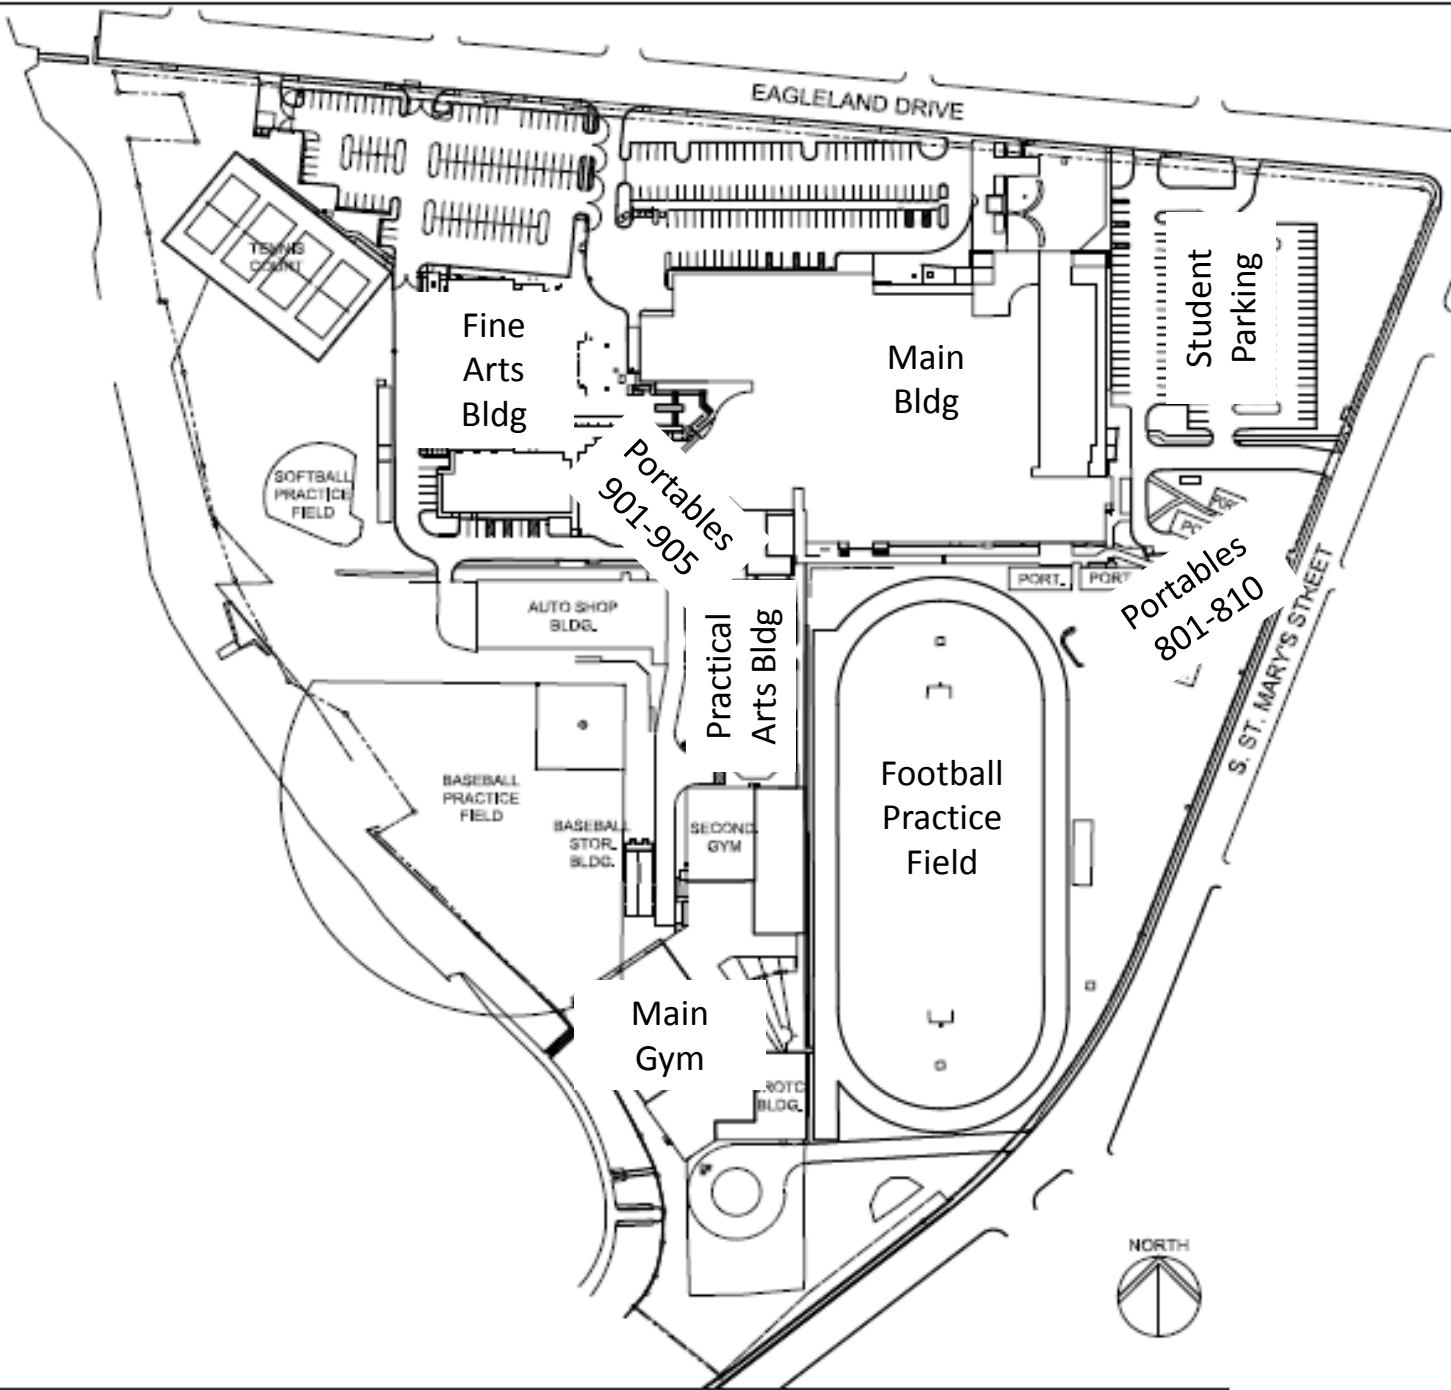 EAGLELAND DRIVE
TENNIS
COURT
Fine
Arts
Bldg
Main
Bldg
Student
Parking
SOFTBALL
PRACTICE
FIELD
Portables
901-905
POR
PO
PORT.
PORT
Portables
801-810
AUTO SHOP
BLDG.
Practical
Arts Bldg
S. ST. MARY'S STREET
BASEBALL
PRACTICE
FIELD
BASEBALL
STOR.
BLDG.
SECOND
GYM
Football
Practice
Field
Main
Gym
ROTC
BLDG.
NORTH